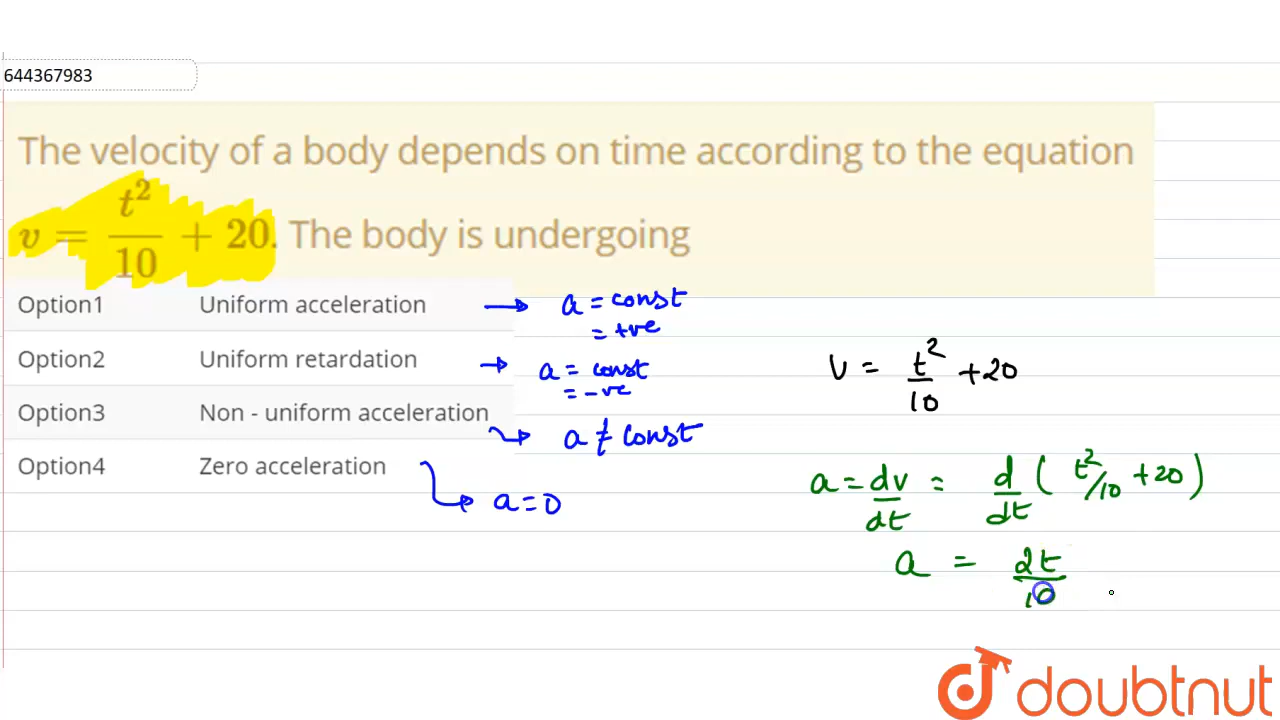 644367983
The velocity of a body depends on time according to the equation
v = t²/10 + 20. The body is undergoing
Option1 Uniform acceleration → a = const
= +ve
Option2 Uniform retardation → a = const
= -ve
Option3 Non - uniform acceleration → a ≠ const
Option4 Zero acceleration → a = 0
v = t²/10 + 20
a = dv/dt = d/dt ( t²/10 + 20 )
a = 2t/10
doubtnut